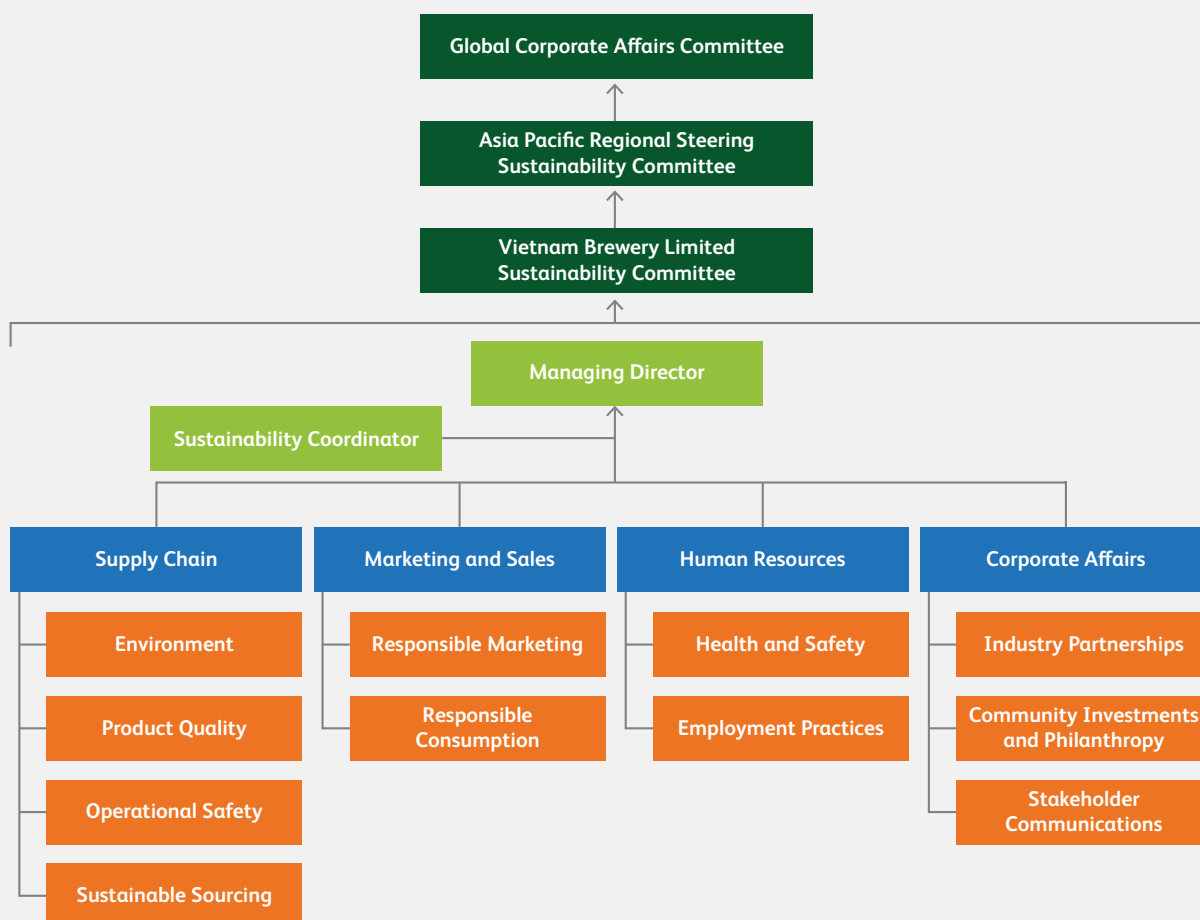 Global Corporate Affairs Committee
Asia Pacific Regional Steering
Sustainability Committee
Vietnam Brewery Limited
Sustainability Committee
Managing Director
Sustainability Coordinator
Supply Chain
Environment
Product Quality
Operational Safety
Sustainable Sourcing
Marketing and Sales
Responsible Marketing
Responsible
Consumption
Human Resources
Health and Safety
Employment Practices
Corporate Affairs
Industry Partnerships
Community Investments
and Philanthropy
Stakeholder
Communications